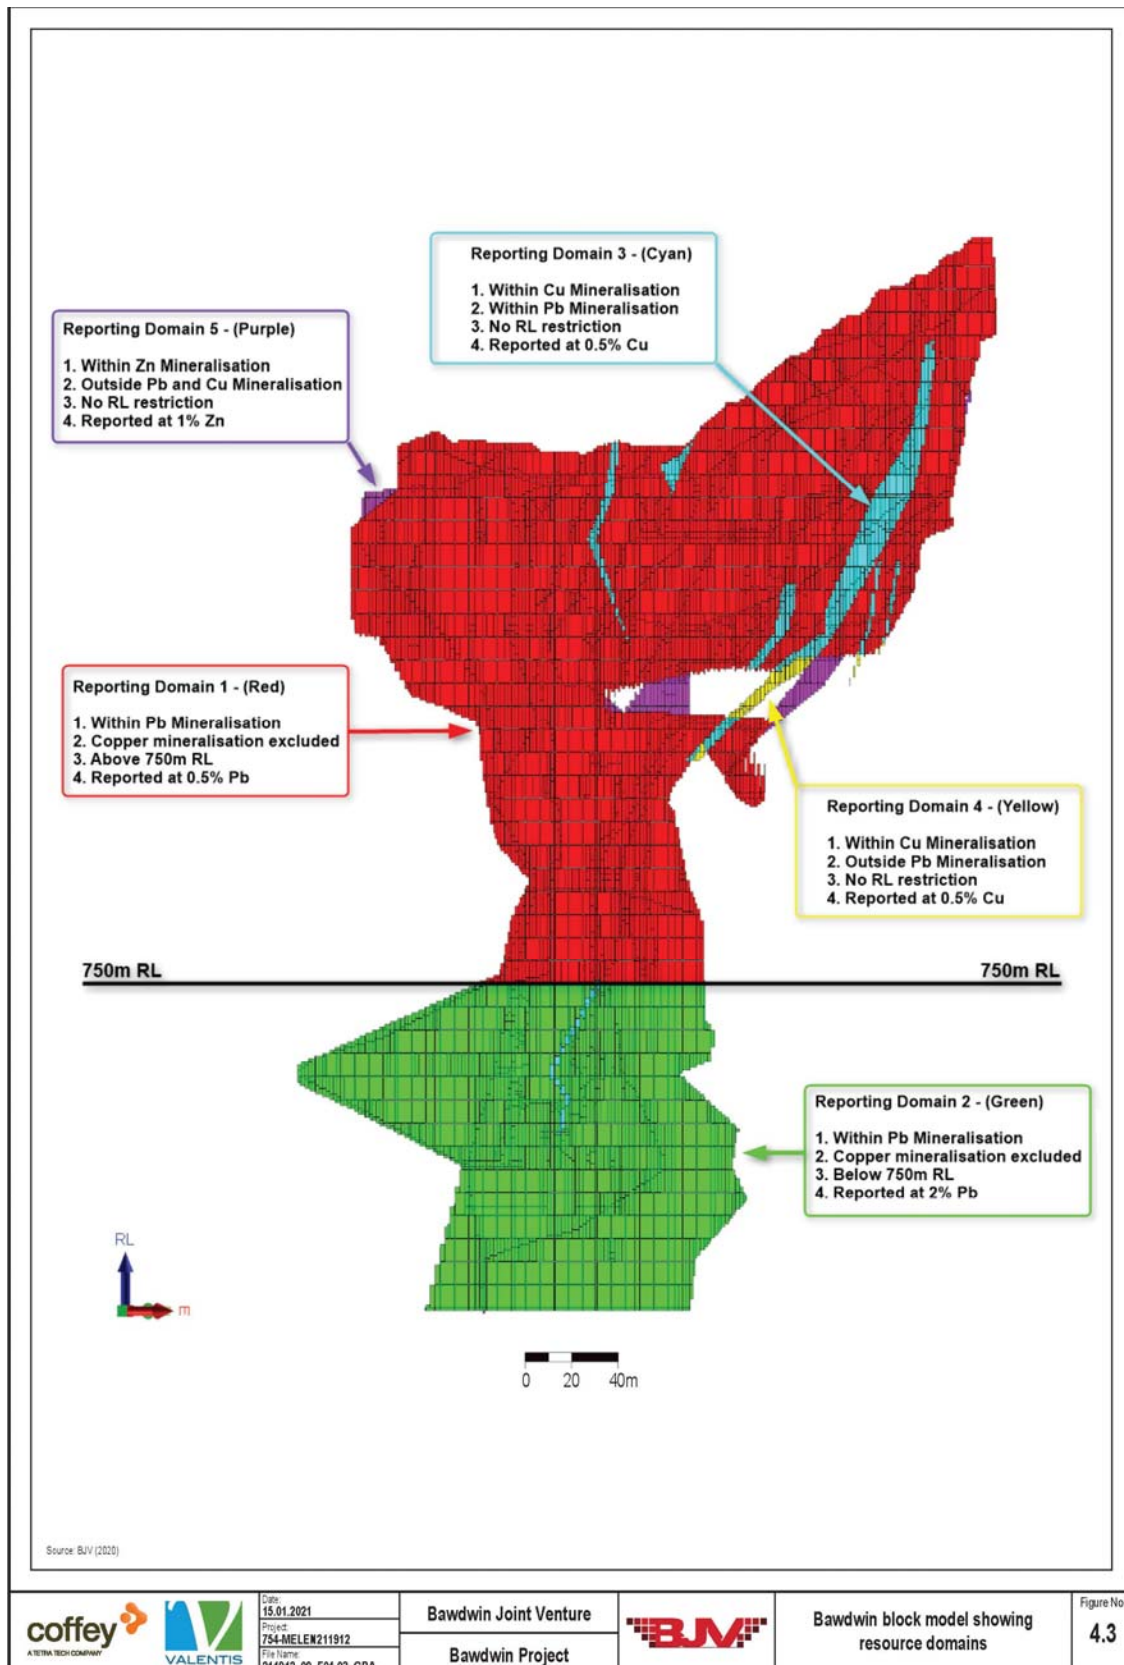 Reporting Domain 3 - (Cyan)
1. Within Cu Mineralisation
2. Within Pb Mineralisation
3. No RL restriction
4. Reported at 0.5% Cu
Reporting Domain 5 - (Purple)
1. Within Zn Mineralisation
2. Outside Pb and Cu Mineralisation
3. No RL restriction
4. Reported at 1% Zn
Reporting Domain 1 - (Red)
1. Within Pb Mineralisation
2. Copper mineralisation excluded
3. Above 750m RL
4. Reported at 0.5% Pb
Reporting Domain 4 - (Yellow)
1. Within Cu Mineralisation
2. Outside Pb Mineralisation
3. No RL restriction
4. Reported at 0.5% Cu
750m RL
750m RL
Reporting Domain 2 - (Green)
1. Within Pb Mineralisation
2. Copper mineralisation excluded
3. Below 750m RL
4. Reported at 2% Pb
RL
E
0 20 40m
Source: BJV (2020)
coffey
A TETRA TECH COMPANY
VALENTIS
Date:
15.01.2021
Project:
754-MELEN211912
File Name:
Bawdwin Joint Venture
Bawdwin Project
BJV
Bawdwin block model showing
resource domains
Figure No
4.3